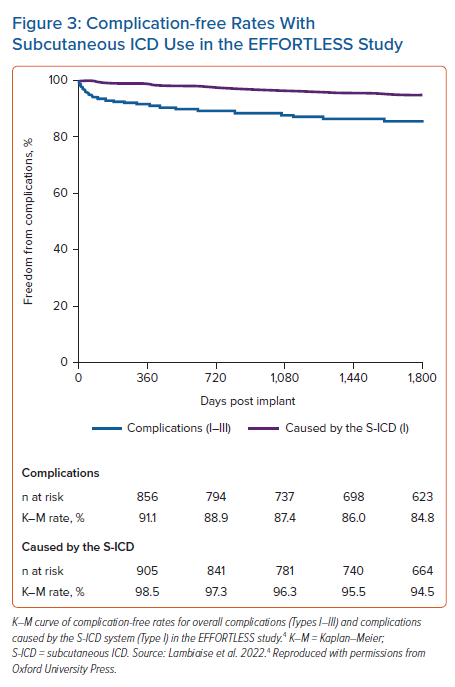 Figure 3: Complication-free Rates With
Subcutaneous ICD Use in the EFFORTLESS Study
Freedom from complications, %
100
80
60
40
20
0
0 360 720 1,080 1,440 1,800
Days post implant
Complications (I–III) Caused by the S-ICD (I)
Complications
n at risk 856 794 737 698 623
K–M rate, % 91.1 88.9 87.4 86.0 84.8
Caused by the S-ICD
n at risk 905 841 781 740 664
K–M rate, % 98.5 97.3 96.3 95.5 94.5
K–M curve of complication-free rates for overall complications (Types I–III) and complications
caused by the S-ICD system (Type I) in the EFFORTLESS study.⁴ K–M = Kaplan–Meier;
S-ICD = subcutaneous ICD. Source: Lambiaise et al. 2022.⁴ Reproduced with permissions from
Oxford University Press.